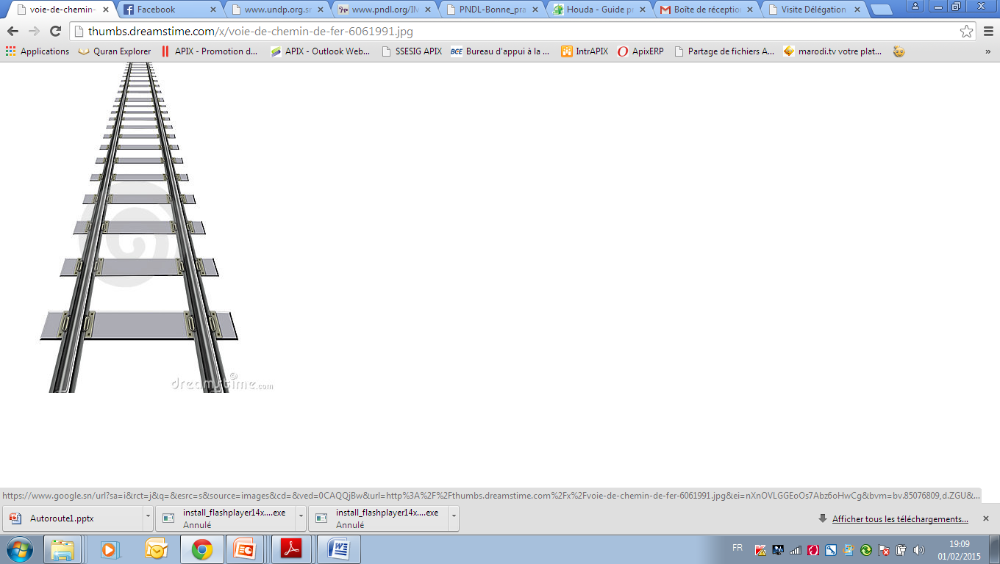 voie-de-chemin-
Facebook
www.undp.org.sn
www.pndl.org/IM
PNDL-Bonne_pra
Houda - Guide pr
Boîte de réception
Visite Délégation
thumbs.dreamstime.com/x/voie-de-chemin-de-fer-6061991.jpg
Applications
Quran Explorer
APIX - Promotion d...
APIX - Outlook Web...
SSESIG APIX
BCE Bureau d'appui à la ...
IntrAPIX
ApixERP
Partage de fichiers A...
marodi.tv votre plat...
»
dreamstime.com
https://www.google.sn/url?sa=i&rct=j&q=&esrc=s&source=images&cd=&ved=0CAQQjBw&url=http%3A%2F%2Fthumbs.dreamstime.com%2Fx%2Fvoie-de-chemin-de-fer-6061991.jpg&ei=nXnOVLGGEoOs7Abz6oHwCg&bvm=bv.85076809,d.ZGU&...
Autoroute1.pptx
install_flashplayer14x....exe
Annulé
install_flashplayer14x....exe
Annulé
Afficher tous les téléchargements...
FR
19:09
01/02/2015